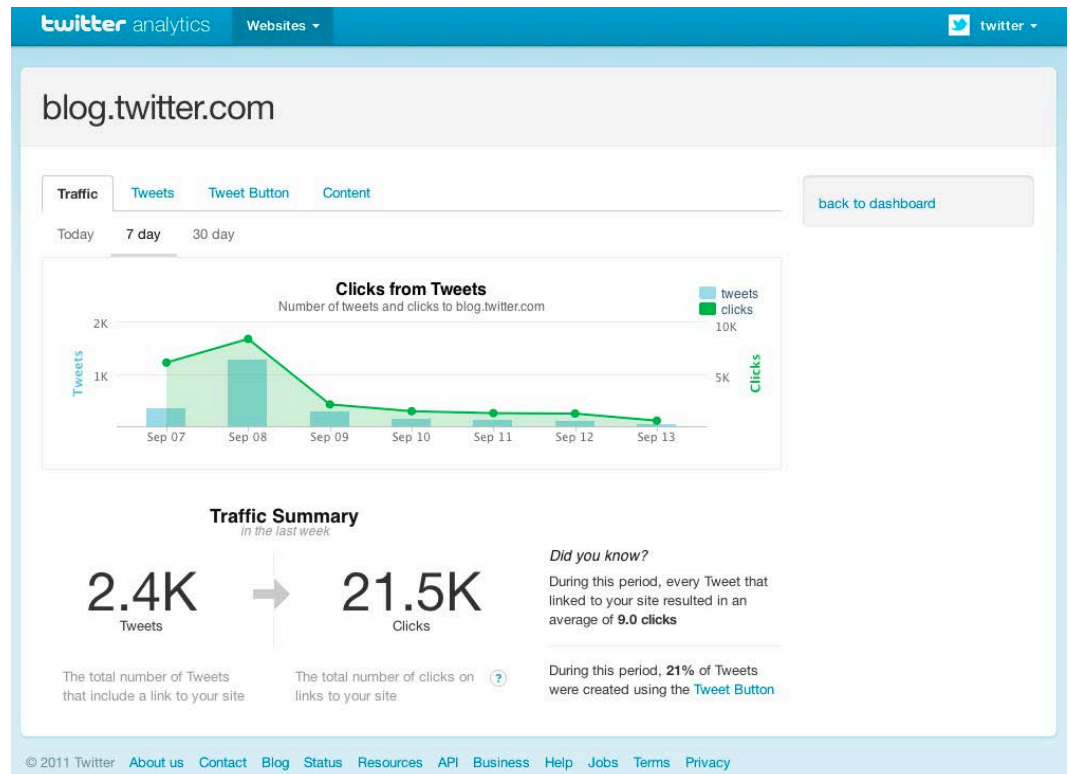 twitter analytics Websites twitter
blog.twitter.com
Traffic Tweets Tweet Button Content
back to dashboard
Today 7 day 30 day
Clicks from Tweets
Number of tweets and clicks to blog.twitter.com
tweets
clicks
2K
10K
1K
5K
Tweets
Clicks
Sep 07 Sep 08 Sep 09 Sep 10 Sep 11 Sep 12 Sep 13
Traffic Summary
in the last week
2.4K
Tweets
The total number of Tweets
that include a link to your site
21.5K
Clicks
The total number of clicks on ?
links to your site
Did you know?
During this period, every Tweet that
linked to your site resulted in an
average of 9.0 clicks
During this period, 21% of Tweets
were created using the Tweet Button
© 2011 Twitter About us Contact Blog Status Resources API Business Help Jobs Terms Privacy